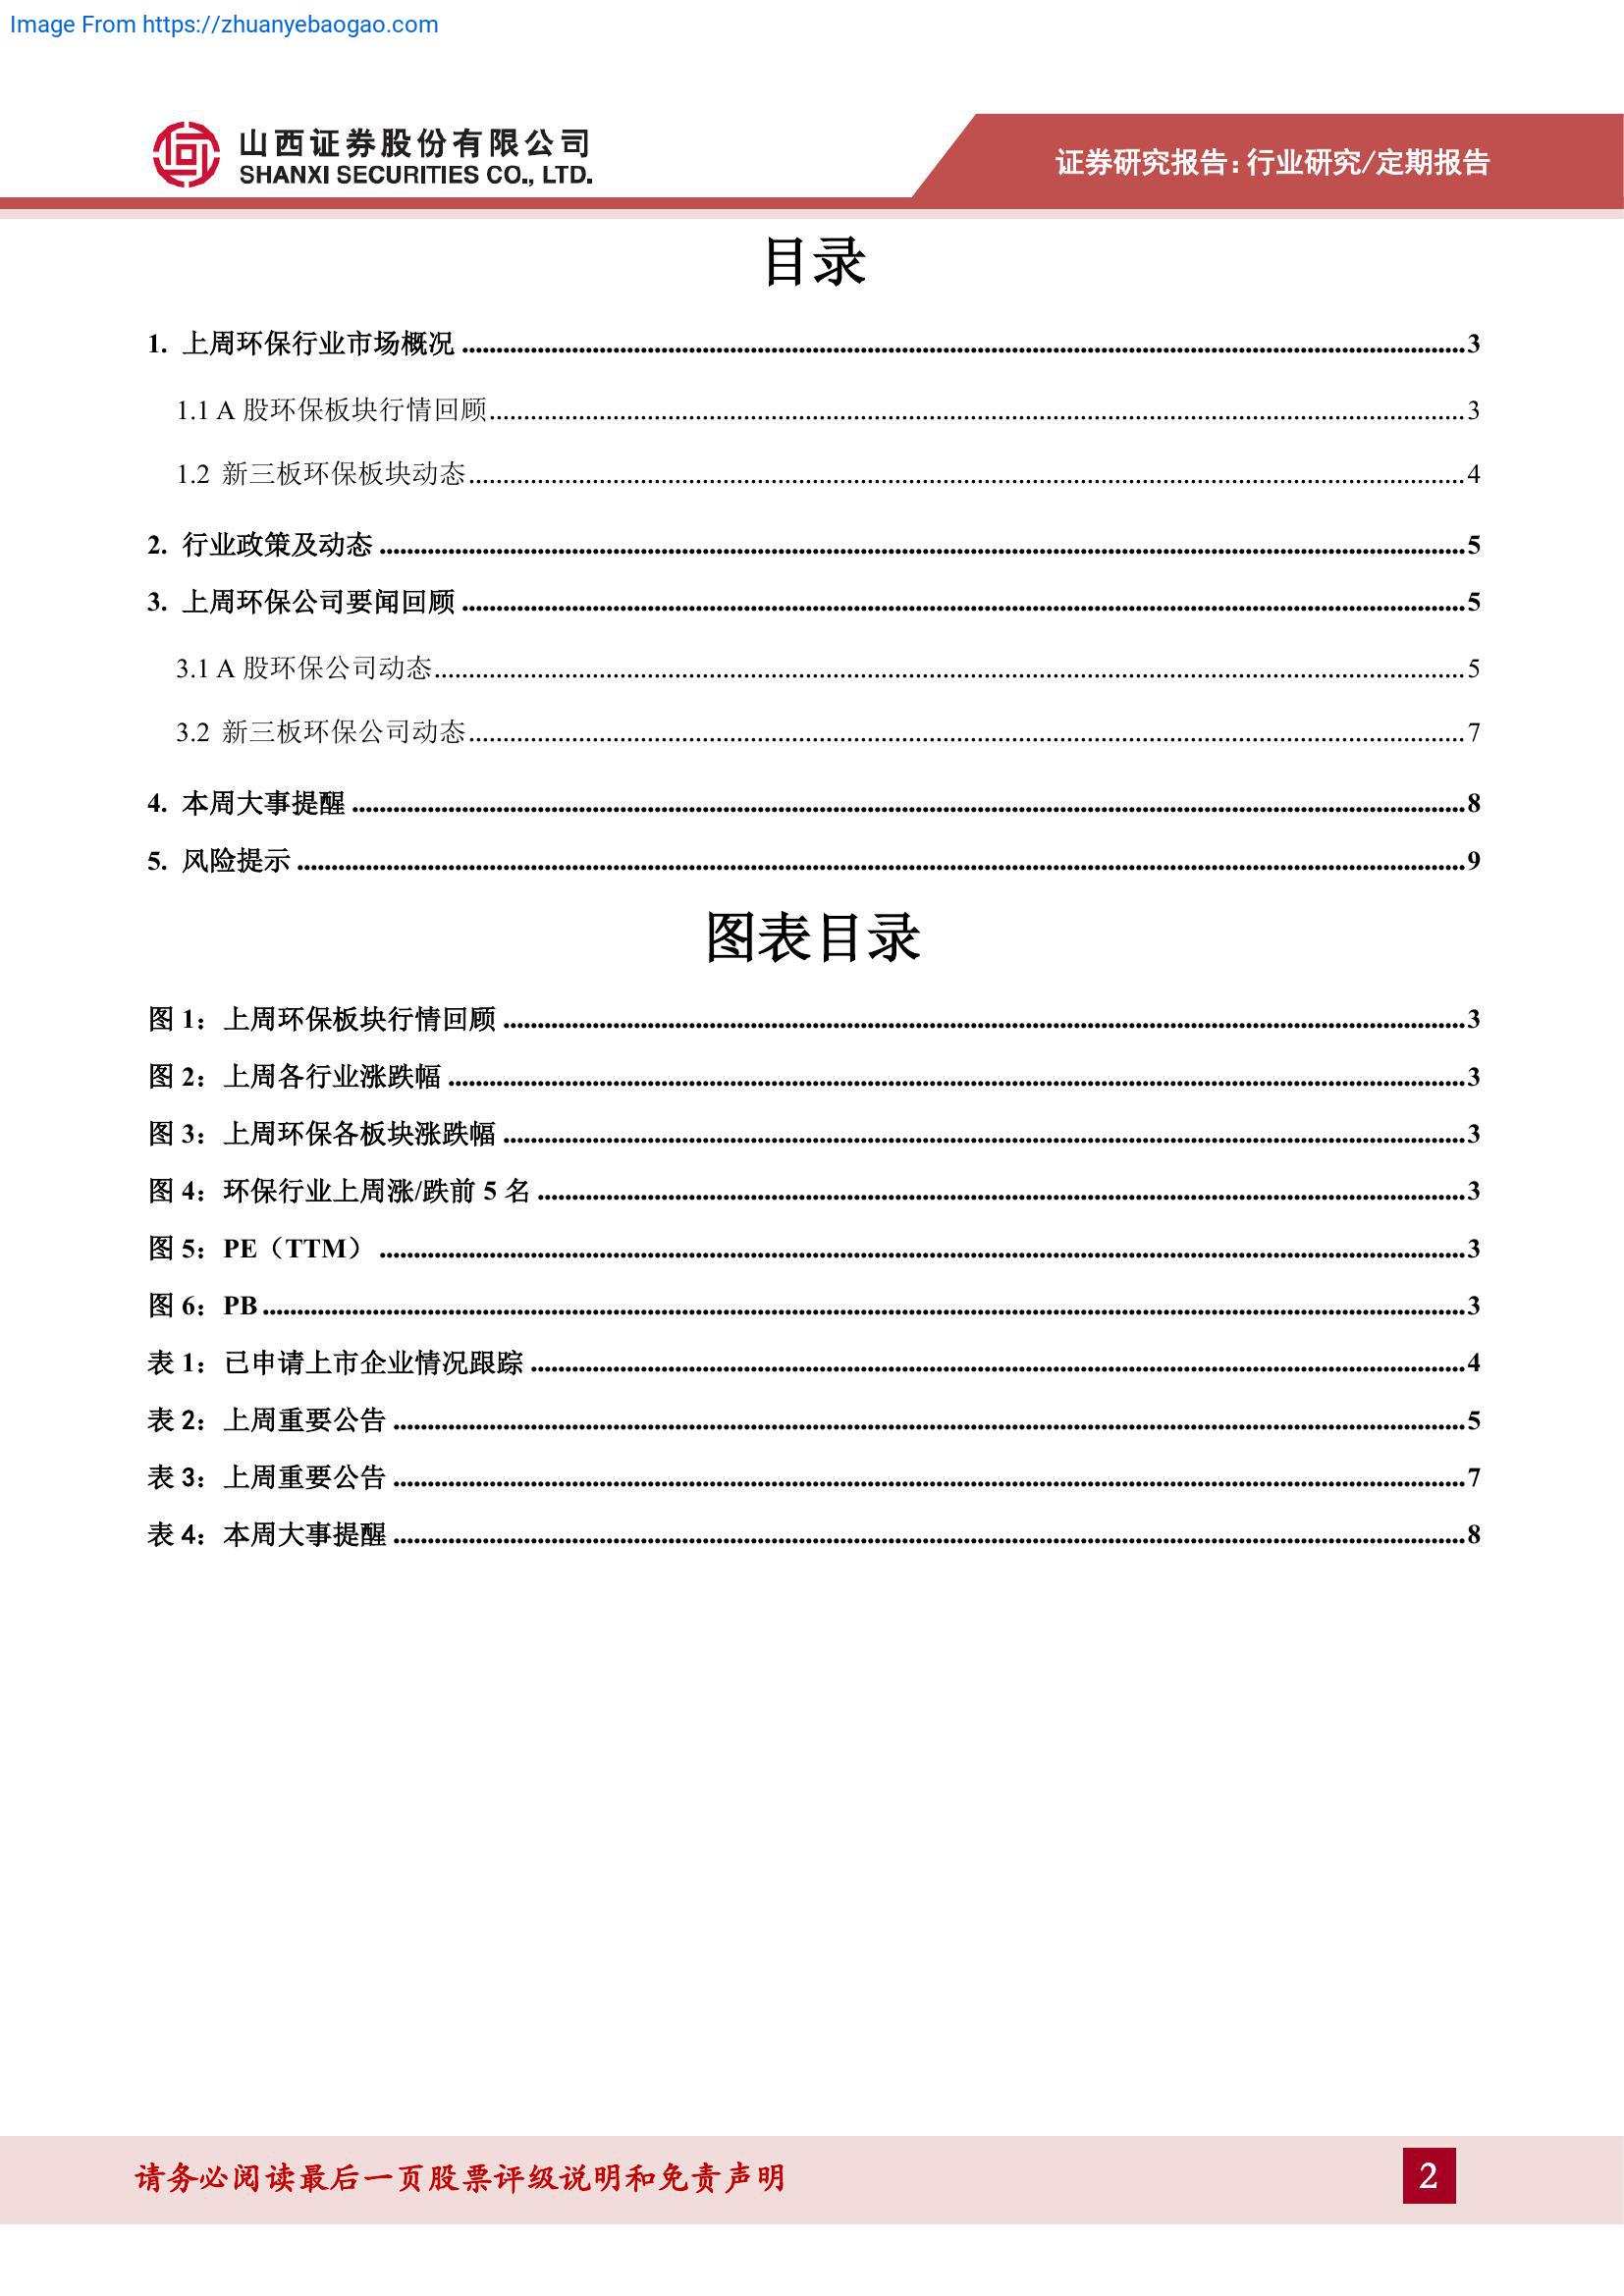 Image From https://zhuanyebaogao.com
山西证券股份有限公司
SHANXI SECURITIES CO., LTD.
证券研究报告:行业研究/定期报告
目录
1. 上周环保行业市场概况 3
1.1 A 股环保板块行情回顾 3
1.2 新三板环保板块动态 4
2. 行业政策及动态 5
3. 上周环保公司要闻回顾 5
3.1 A 股环保公司动态 5
3.2 新三板环保公司动态 7
4. 本周大事提醒 8
5. 风险提示 9
图表目录
图 1：上周环保板块行情回顾 3
图 2：上周各行业涨跌幅 3
图 3：上周环保各板块涨跌幅 3
图 4：环保行业上周涨/跌前 5 名 3
图 5：PE（TTM） 3
图 6：PB 3
表 1：已申请上市企业情况跟踪 4
表 2：上周重要公告 5
表 3：上周重要公告 7
表 4：本周大事提醒 8
请务必阅读最后一页股票评级说明和免责声明
2